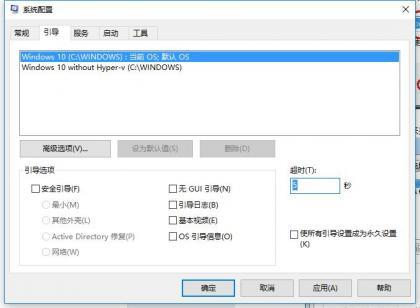 系统配置
常规 引导 服务 启动 工具
Windows 10 (C:\WINDOWS) : 当前 OS; 默认 OS
Windows 10 without Hyper-v (C:\WINDOWS)
高级选项(V)... 设为默认值(S) 删除(D)
引导选项
超时(T):
安全引导(F) 无 GUI 引导(N)
秒
最小(M) 引导日志(B)
其他外壳(L) 基本视频(E)
Active Directory 修复(P) OS 引导信息(O)
网络(W)
使所有引导设置成为永久设置
(K)
确定 取消 应用(A) 帮助